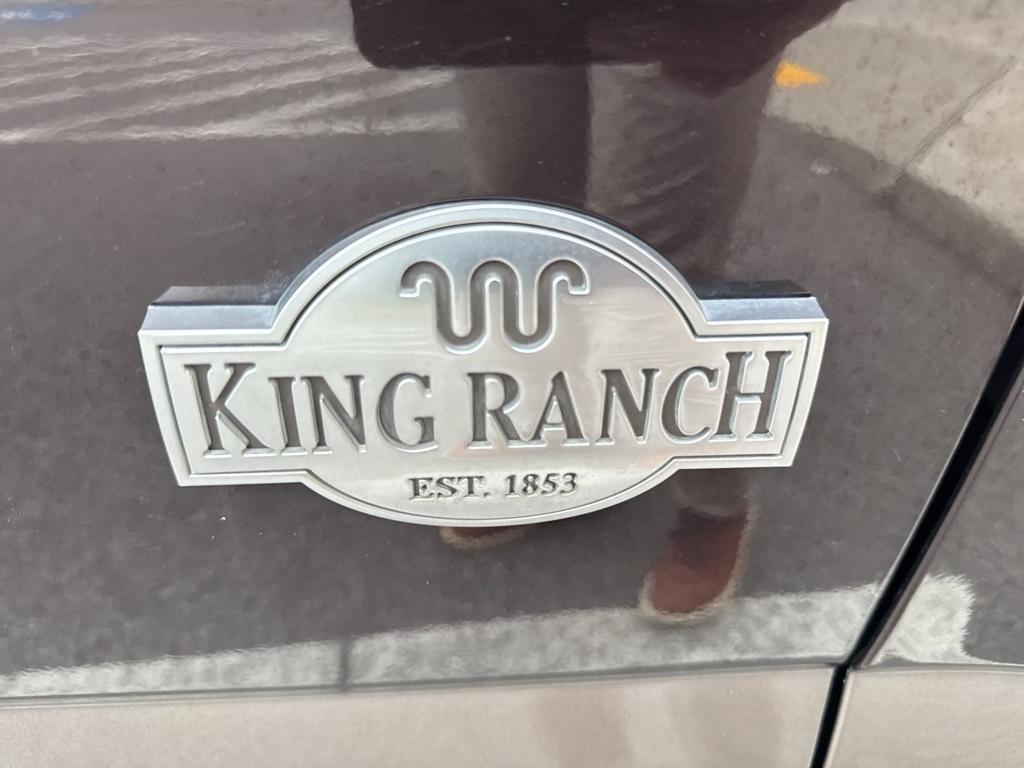 KING RANCH
EST. 1853